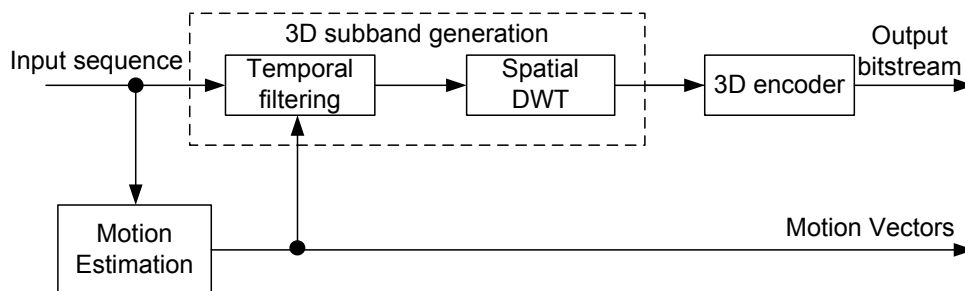 3D subband generation
Output
bitstream
Input sequence
Temporal
filtering
Spatial
DWT
3D encoder
Motion
Estimation
Motion Vectors